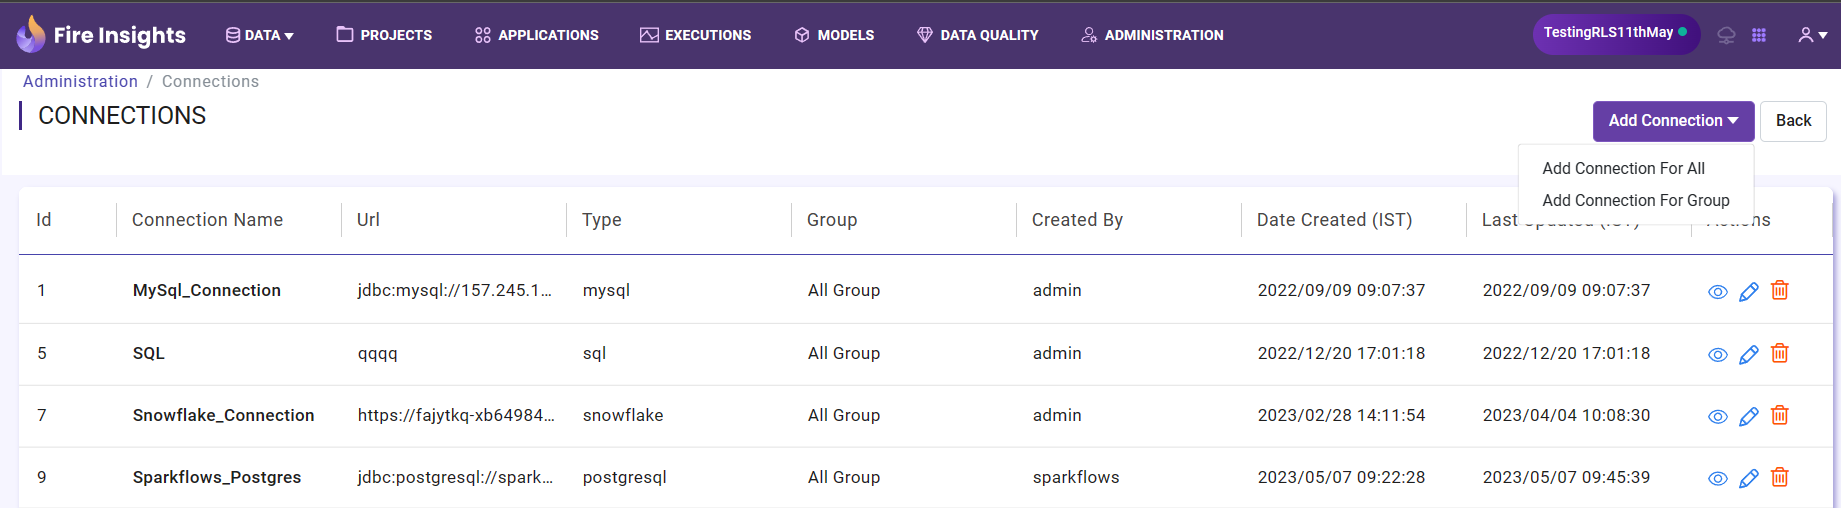 Fire Insights DATA PROJECTS APPLICATIONS EXECUTIONS MODELS DATA QUALITY ADMINISTRATION TestingRLS11thMay
Administration / Connections
CONNECTIONS
Add Connection Back
Add Connection For All
Add Connection For Group
Id Connection Name Url Type Group Created By Date Created (IST) Last Updated (IST) Actions
1 MySql_Connection jdbc:mysql://157.245.1... mysql All Group admin 2022/09/09 09:07:37 2022/09/09 09:07:37
5 SQL qqqq sql All Group admin 2022/12/20 17:01:18 2022/12/20 17:01:18
7 Snowflake_Connection https://fajytkq-xb64984... snowflake All Group admin 2023/02/28 14:11:54 2023/04/04 10:08:30
9 Sparkflows_Postgres jdbc:postgresql://spark... postgresql All Group sparkflows 2023/05/07 09:22:28 2023/05/07 09:45:39